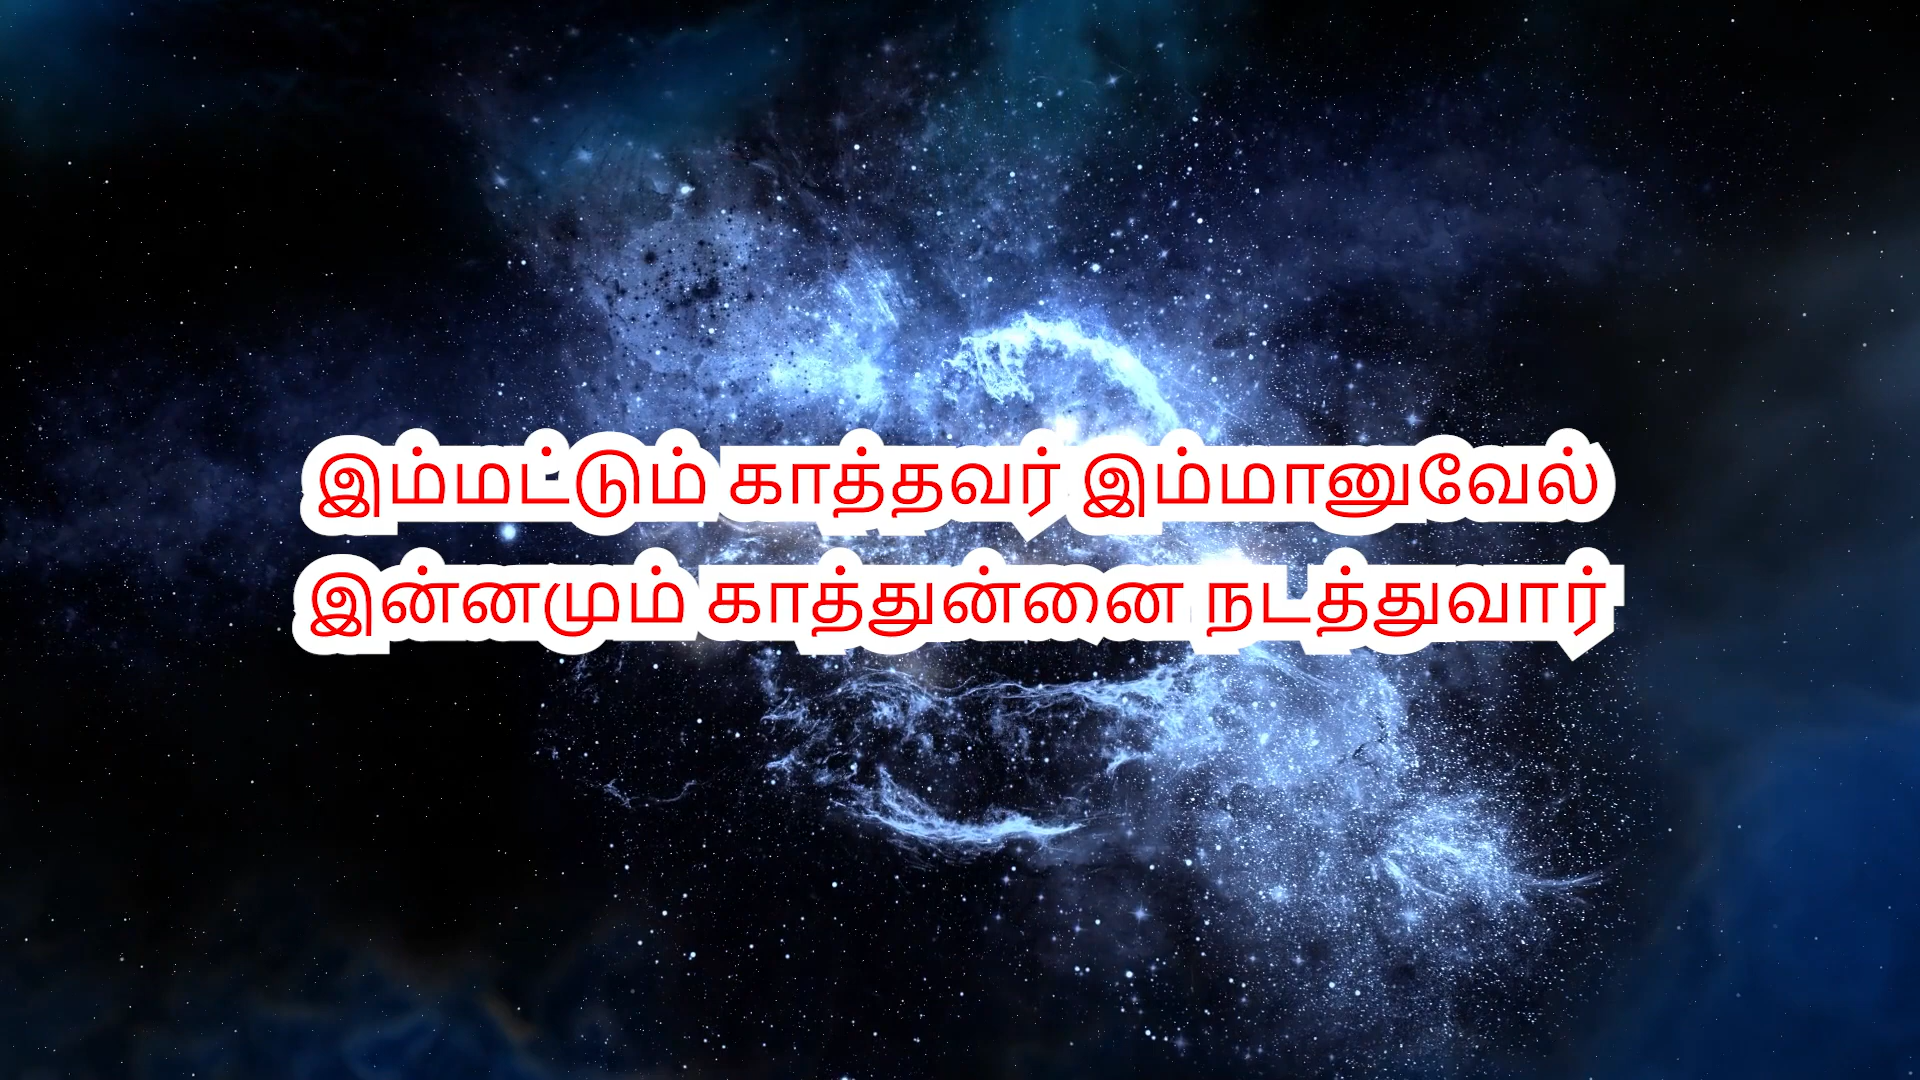 இம்மட்டும் காத்தவர் இம்மானுவேல்
இன்னமும் காத்துன்னை நடத்துவார்